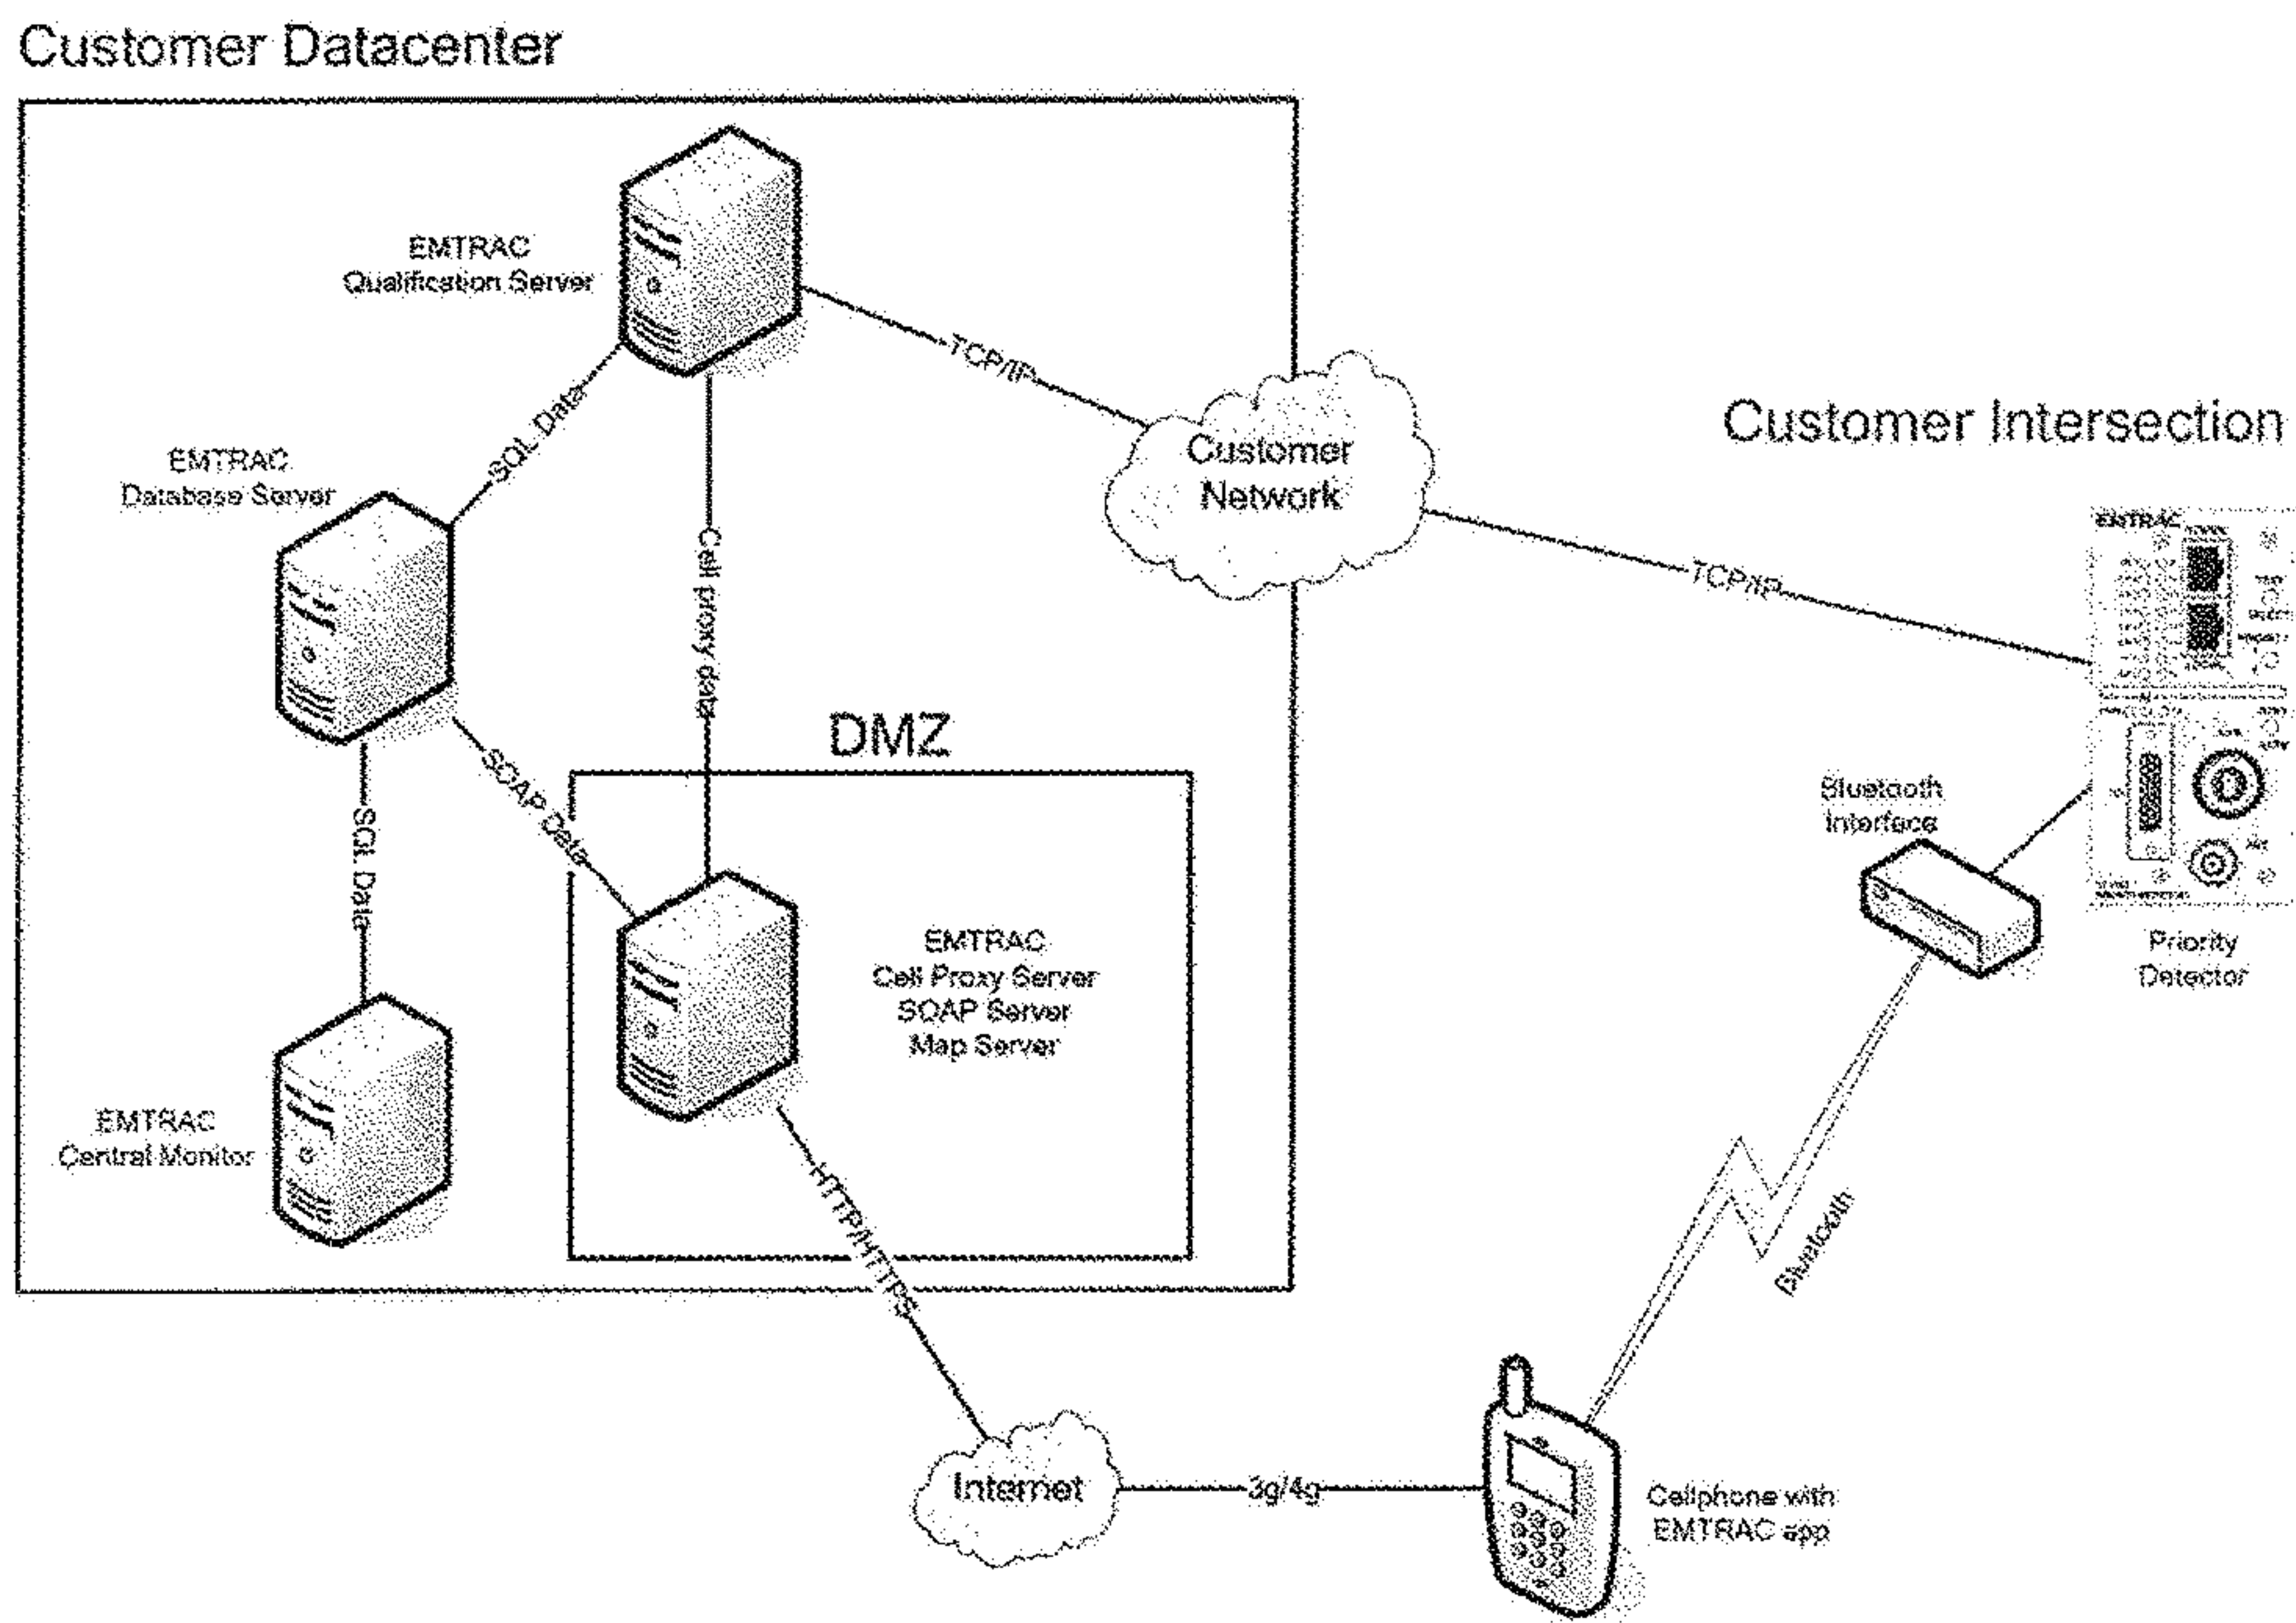 Customer Datacenter
EMTRAC
Qualification Server
TCP/IP
SQL Data
Customer
Network
Customer Intersection
EMTRAC
Database Server
EMTRAC
Cell proxy data
TCP/IP
DMZ
SOAP Data
SQL Data
Bluetooth
Interface
EMTRAC
Cell Proxy Server
SOAP Server
Map Server
Priority
Detector
EMTRAC
Central Monitor
HTTP/HTTPS
Bluetooth
Internet
3g/4g
Cellphone with
EMTRAC app